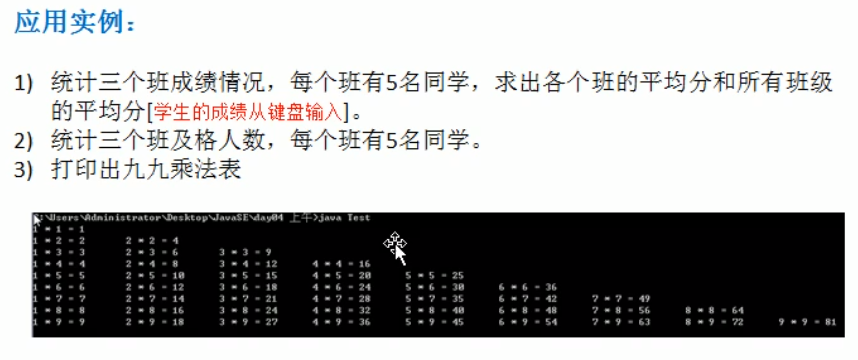 应用实例：
1) 统计三个班成绩情况，每个班有5名同学，求出各个班的平均分和所有班级
的平均分[学生的成绩从键盘输入]。
2) 统计三个班及格人数，每个班有5名同学。
3) 打印出九九乘法表
C:\Users\Administrator\Desktop\JavaSE\day04 上午>java Test
1 * 1 = 1
1 * 2 = 2 2 * 2 = 4
1 * 3 = 3 2 * 3 = 6 3 * 3 = 9
1 * 4 = 4 2 * 4 = 8 3 * 4 = 12 4 * 4 = 16
1 * 5 = 5 2 * 5 = 10 3 * 5 = 15 4 * 5 = 20 5 * 5 = 25
1 * 6 = 6 2 * 6 = 12 3 * 6 = 18 4 * 6 = 24 5 * 6 = 30 6 * 6 = 36
1 * 7 = 7 2 * 7 = 14 3 * 7 = 21 4 * 7 = 28 5 * 7 = 35 6 * 7 = 42 7 * 7 = 49
1 * 8 = 8 2 * 8 = 16 3 * 8 = 24 4 * 8 = 32 5 * 8 = 40 6 * 8 = 48 7 * 8 = 56 8 * 8 = 64
1 * 9 = 9 2 * 9 = 18 3 * 9 = 27 4 * 9 = 36 5 * 9 = 45 6 * 9 = 54 7 * 9 = 63 8 * 9 = 72 9 * 9 = 81